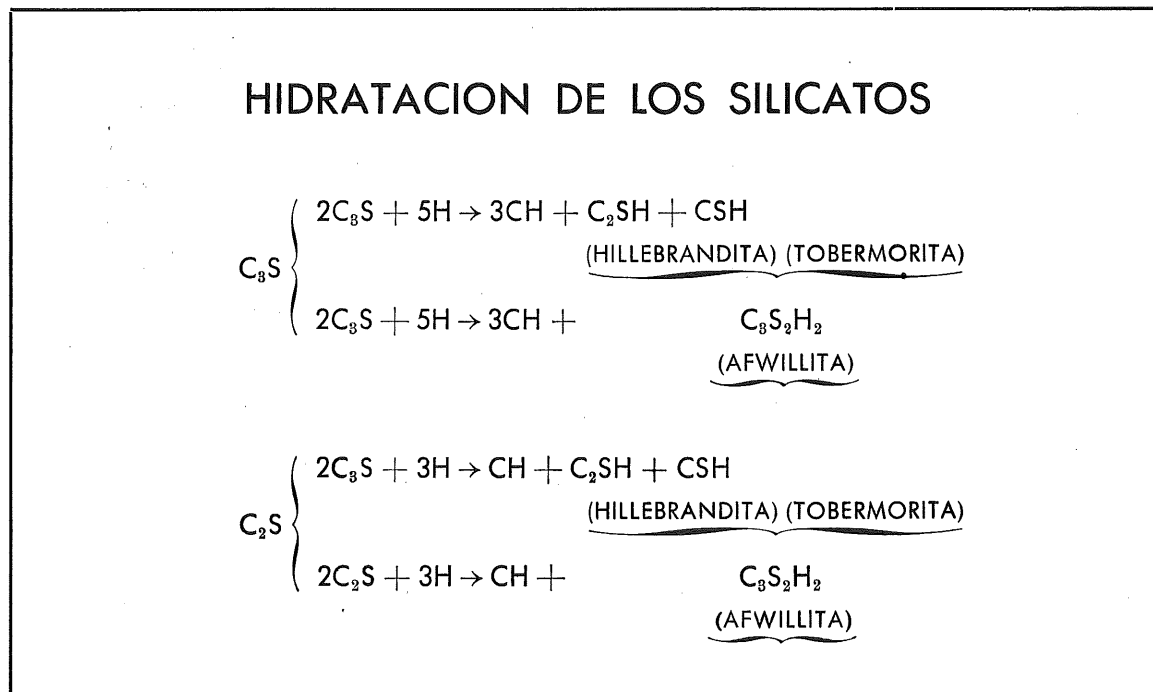 HIDRATACION DE LOS SILICATOS
C₃S
2C₃S + 5H → 3CH + C₂SH + CSH
(HILLEBRANDITA) (TOBERMORITA)
2C₃S + 5H → 3CH + C₃S₂H₂
(AFWILLITA)
C₂S
2C₃S + 3H → CH + C₂SH + CSH
(HILLEBRANDITA) (TOBERMORITA)
2C₂S + 3H → CH + C₃S₂H₂
(AFWILLITA)